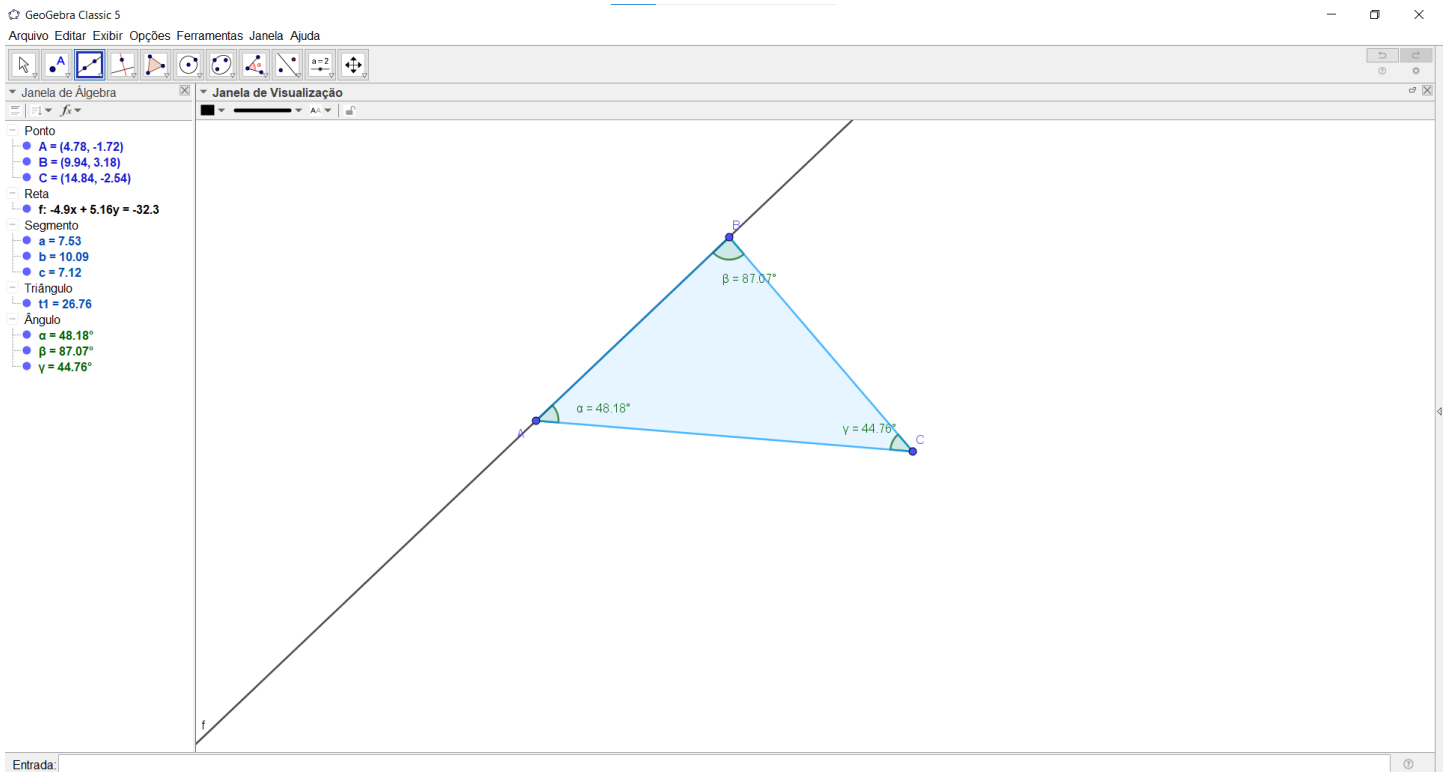 GeoGebra Classic 5
Arquivo Editar Exibir Opções Ferramentas Janela Ajuda
A
α
a=2
Janela de Álgebra
Janela de Visualização
fx
AA
Ponto
A = (4.78, -1.72)
B = (9.94, 3.18)
C = (14.84, -2.54)
Reta
f: -4.9x + 5.16y = -32.3
Segmento
a = 7.53
b = 10.09
c = 7.12
Triângulo
t1 = 26.76
Ângulo
α = 48.18°
β = 87.07°
γ = 44.76°
B
β = 87.07°
α = 48.18°
A
γ = 44.76°
C
f
Entrada: